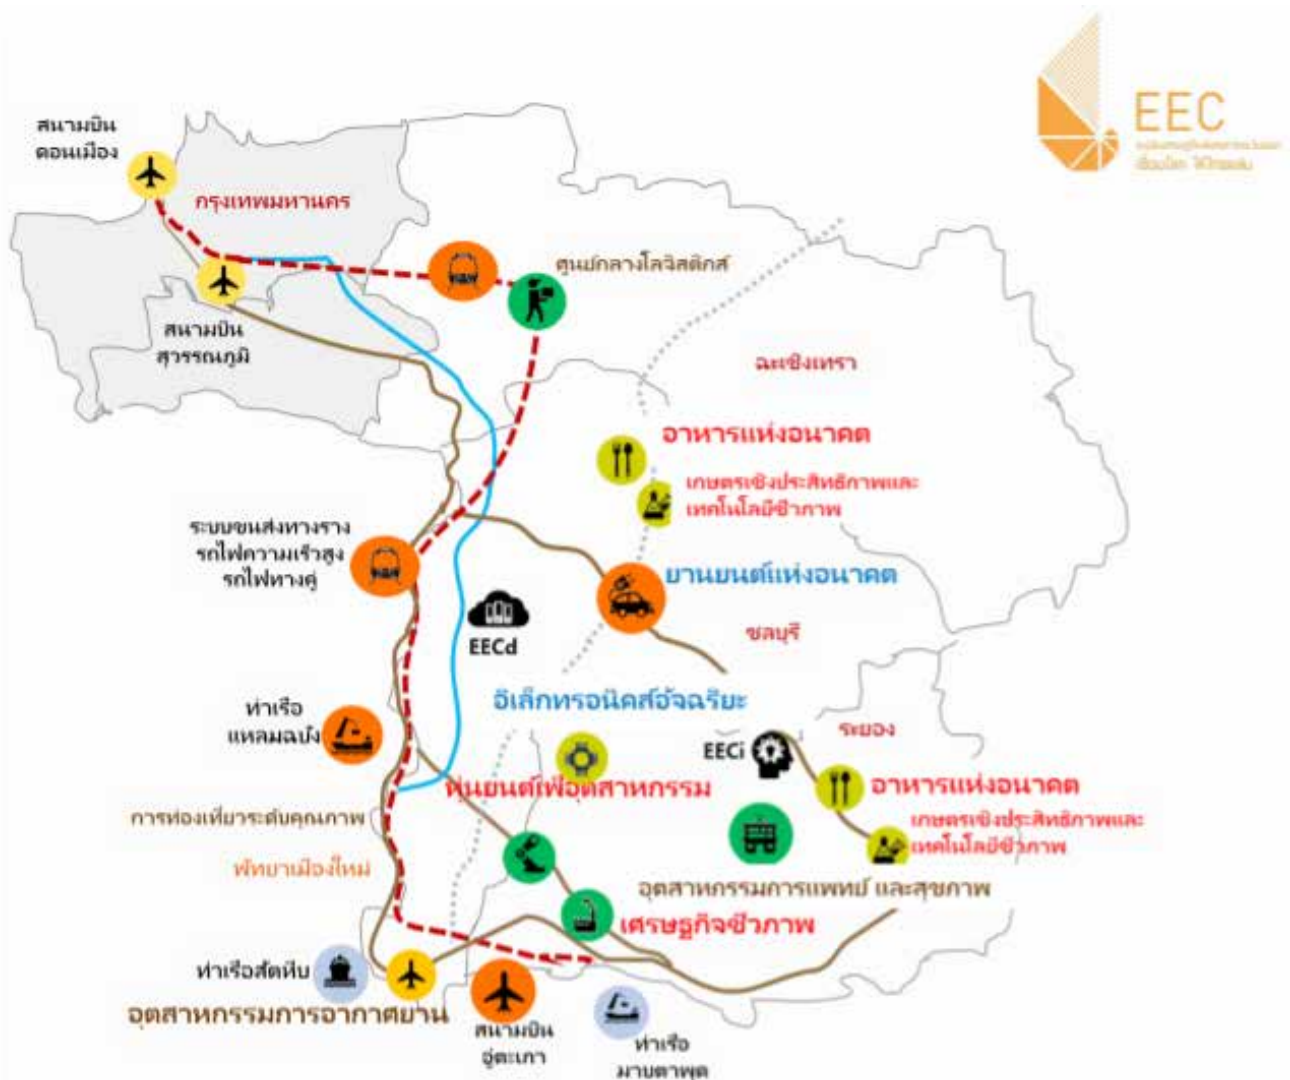 EEC
เชื่อมโลก ให้ไทยแล่น
สนามบิน
ดอนเมือง
กรุงเทพมหานคร
ศูนย์กลางโลจิสติกส์
สนามบิน
สุวรรณภูมิ
ฉะเชิงเทรา
อาหารแห่งอนาคต
เกษตรเชิงประสิทธิภาพและ
เทคโนโลยีชีวภาพ
ระบบขนส่งทางราง
รถไฟความเร็วสูง
รถไฟทางคู่
ยานยนต์แห่งอนาคต
EECd
ชลบุรี
อิเล็กทรอนิคส์อัจฉริยะ
ท่าเรือ
แหลมฉบัง
ระยอง
EECi
หุ่นยนต์เพื่ออุตสาหกรรม
อาหารแห่งอนาคต
การท่องเที่ยวระดับคุณภาพ
เกษตรเชิงประสิทธิภาพและ
เทคโนโลยีชีวภาพ
พัทยาเมืองใหม่
อุตสาหกรรมการแพทย์ และสุขภาพ
เศรษฐกิจชีวภาพ
ท่าเรือสัตหีบ
อุตสาหกรรมการอากาศยาน
สนามบิน
อู่ตะเภา
ท่าเรือ
มาบตาพุด